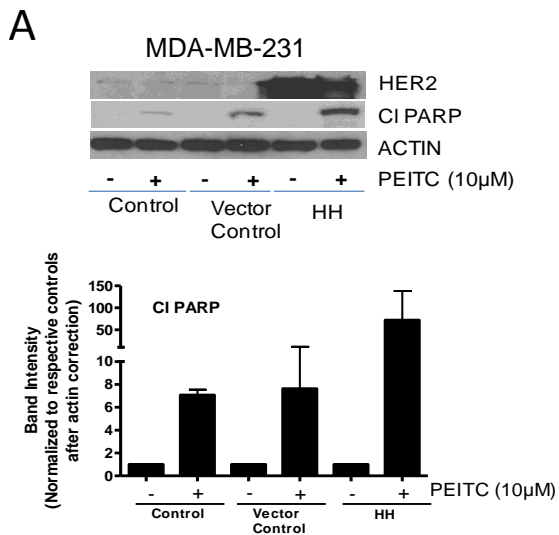 A
MDA-MB-231
HER2
Cl PARP
ACTIN
- + - + - + PEITC (10µM)
Control Vector Control HH
Band Intensity
(Normalized to respective controls
after actin correction)
Cl PARP
150
100
50
10
8
6
4
2
0
- + - + - + PEITC (10µM)
Control Vector Control HH